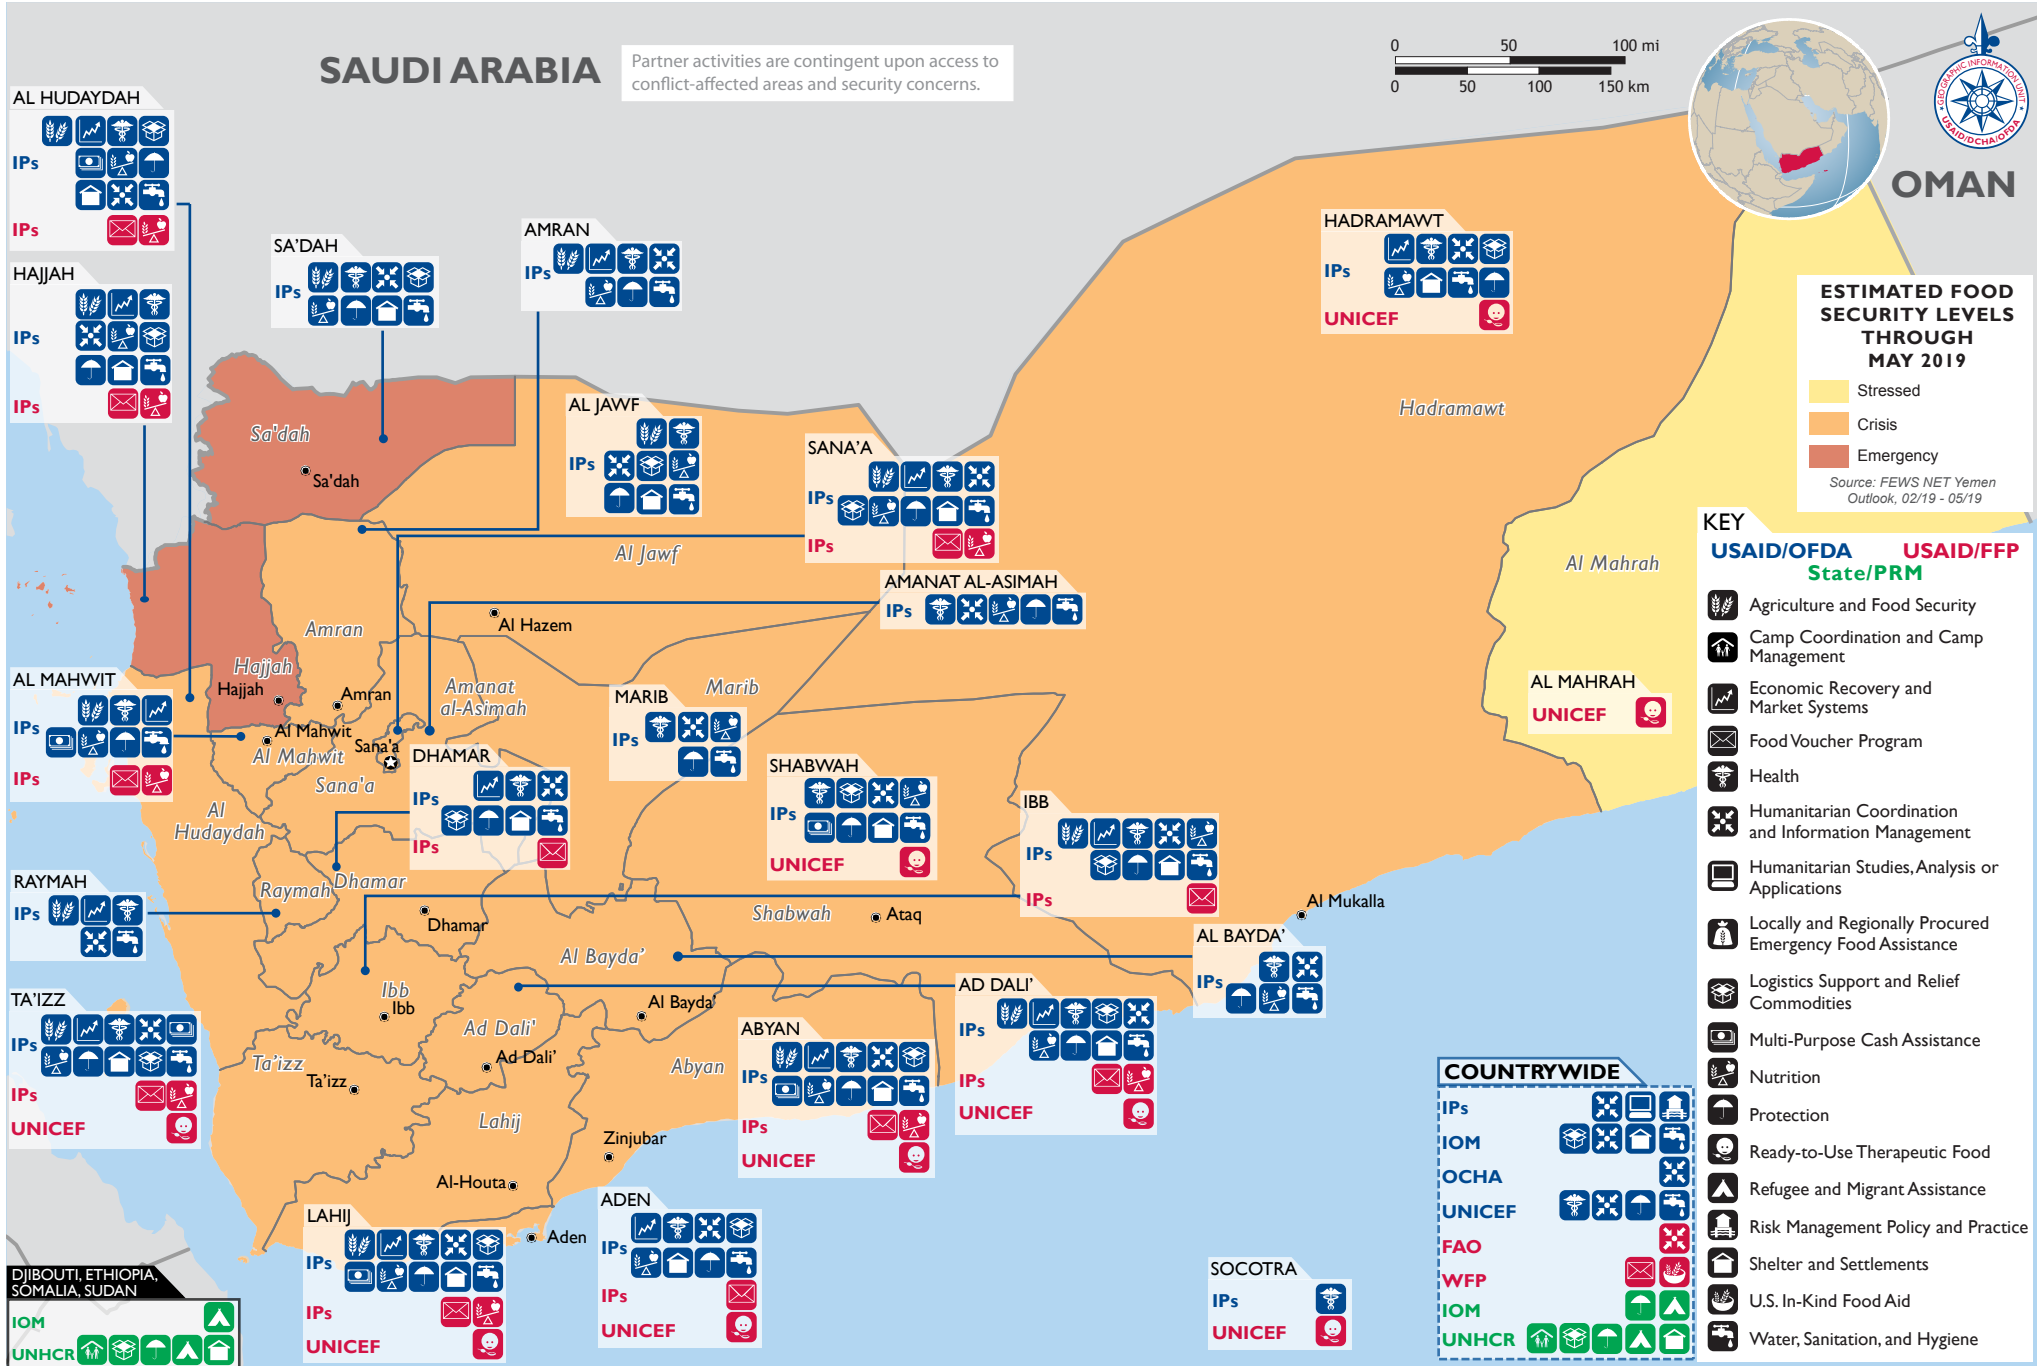 SAUDI ARABIA
Partner activities are contingent upon access to
conflict-affected areas and security concerns.
0 50 100 mi
0 50 100 150 km
GEOGRAPHIC INFORMATION UNIT
USAID/DCHA/OFDA
OMAN
AL HUDAYDAH
IPs
IPs
HAJJAH
IPs
IPs
SA'DAH
IPs
AMRAN
IPs
HADRAMAWT
IPs
UNICEF
ESTIMATED FOOD
SECURITY LEVELS
THROUGH
MAY 2019
Stressed
Crisis
Emergency
Source: FEWS NET Yemen
Outlook, 02/19 - 05/19
AL JAWF
IPs
SANA'A
IPs
IPs
AMANAT AL-ASIMAH
IPs
Sa'dah
Sa'dah
Hadramawt
Al Jawf
Al Mahrah
Al Hazem
Amran
Hajjah
Hajjah
Amran
Amanat
al-Asimah
Marib
AL MAHWIT
IPs
IPs
Al Mahwit
Al Mahwit
Sana'a
Sana'a
MARIB
IPs
AL MAHRAH
UNICEF
DHAMAR
IPs
IPs
SHABWAH
IPs
UNICEF
IBB
IPs
IPs
Al
Hudaydah
Raymah
Dhamar
Dhamar
RAYMAH
IPs
Shabwah
Ataq
Al Mukalla
AL BAYDA'
IPs
Al Bayda'
Al Bayda'
Ibb
Ibb
Ad Dali'
Ad Dali'
AD DALI'
IPs
IPs
UNICEF
TA'IZZ
IPs
IPs
UNICEF
Ta'izz
Ta'izz
Abyan
ABYAN
IPs
IPs
UNICEF
Lahij
Zinjubar
Al-Houta
Aden
LAHIJ
IPs
IPs
UNICEF
ADEN
IPs
IPs
UNICEF
SOCOTRA
IPs
UNICEF
DJIBOUTI, ETHIOPIA,
SOMALIA, SUDAN
IOM
UNHCR
COUNTRYWIDE
IPs
IOM
OCHA
UNICEF
FAO
WFP
IOM
UNHCR
KEY
USAID/OFDA USAID/FFP
State/PRM
Agriculture and Food Security
Camp Coordination and Camp
Management
Economic Recovery and
Market Systems
Food Voucher Program
Health
Humanitarian Coordination
and Information Management
Humanitarian Studies, Analysis or
Applications
Locally and Regionally Procured
Emergency Food Assistance
Logistics Support and Relief
Commodities
Multi-Purpose Cash Assistance
Nutrition
Protection
Ready-to-Use Therapeutic Food
Refugee and Migrant Assistance
Risk Management Policy and Practice
Shelter and Settlements
U.S. In-Kind Food Aid
Water, Sanitation, and Hygiene